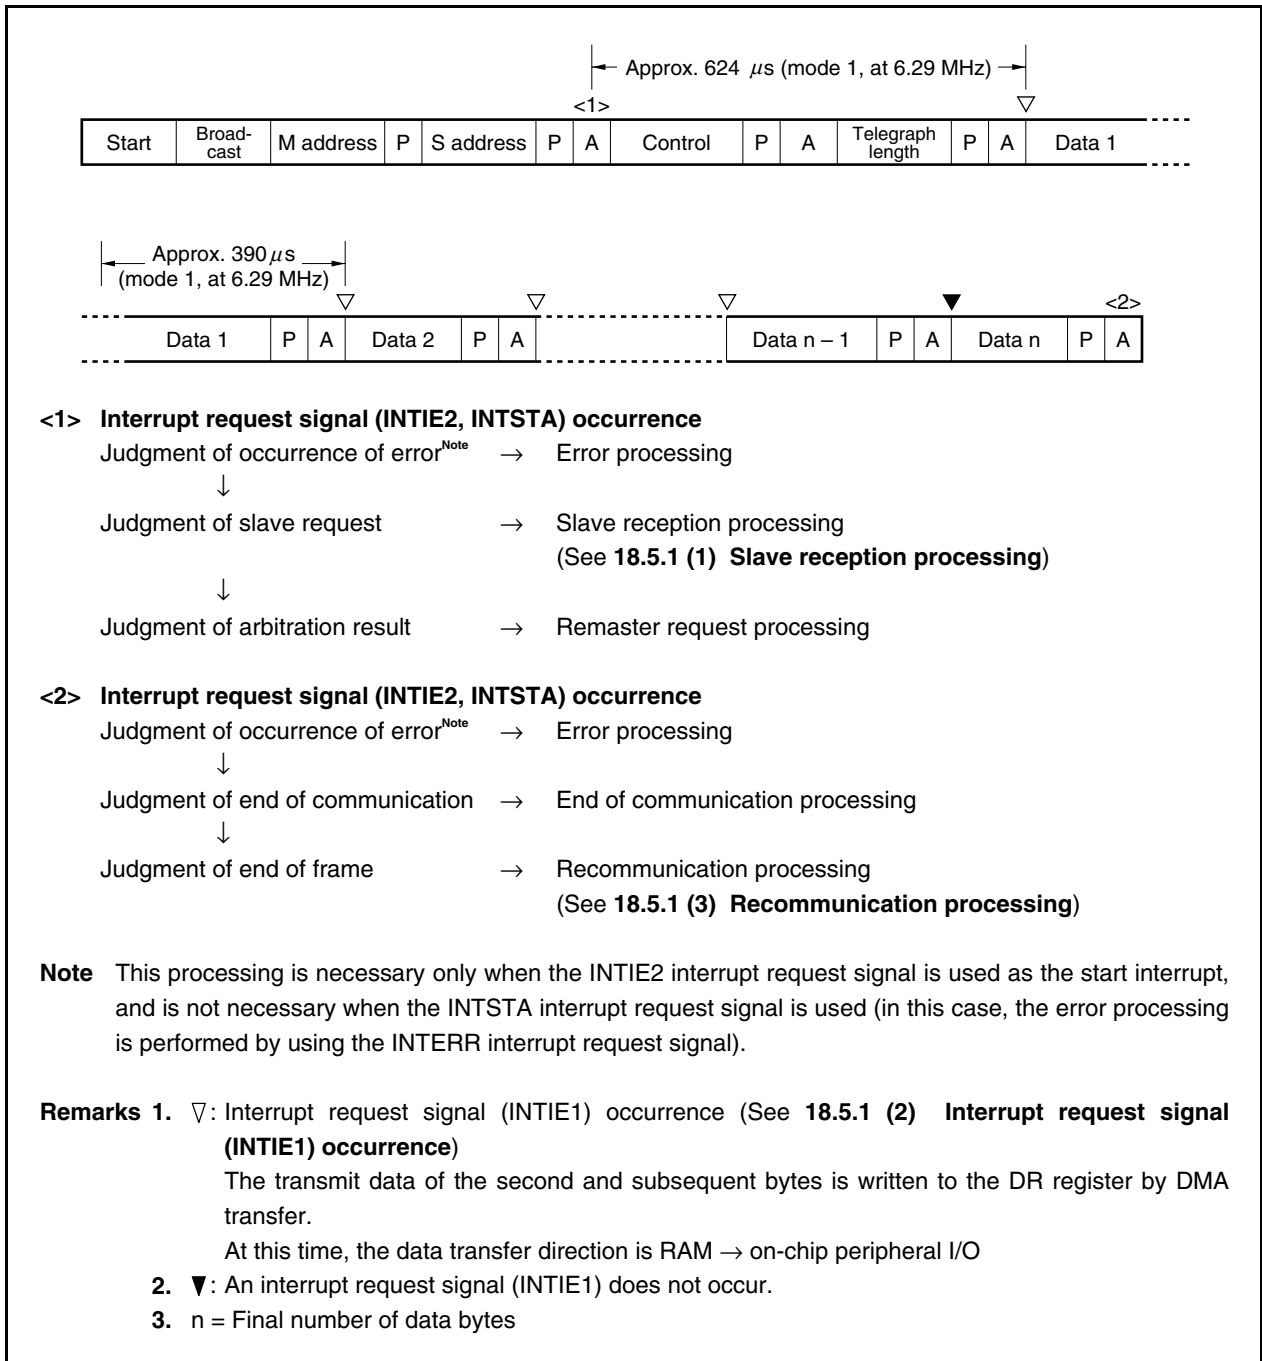 Approx. 624 μs (mode 1, at 6.29 MHz)
<1> ▽
Start Broad-cast M address P S address P A Control P A Telegraph length P A Data 1
Approx. 390 μs
(mode 1, at 6.29 MHz)
▽ ▽ ▽ ▼ <2>
Data 1 P A Data 2 P A Data n – 1 P A Data n P A
<1> Interrupt request signal (INTIE2, INTSTA) occurrence
Judgment of occurrence of error Note → Error processing
↓
Judgment of slave request → Slave reception processing
(See 18.5.1 (1) Slave reception processing)
↓
Judgment of arbitration result → Remaster request processing
<2> Interrupt request signal (INTIE2, INTSTA) occurrence
Judgment of occurrence of error Note → Error processing
↓
Judgment of end of communication → End of communication processing
↓
Judgment of end of frame → Recommunication processing
(See 18.5.1 (3) Recommunication processing)
Note This processing is necessary only when the INTIE2 interrupt request signal is used as the start interrupt,
and is not necessary when the INTSTA interrupt request signal is used (in this case, the error processing
is performed by using the INTERR interrupt request signal).
Remarks 1. ▽: Interrupt request signal (INTIE1) occurrence (See 18.5.1 (2) Interrupt request signal
(INTIE1) occurrence)
The transmit data of the second and subsequent bytes is written to the DR register by DMA
transfer.
At this time, the data transfer direction is RAM → on-chip peripheral I/O
2. ▼: An interrupt request signal (INTIE1) does not occur.
3. n = Final number of data bytes